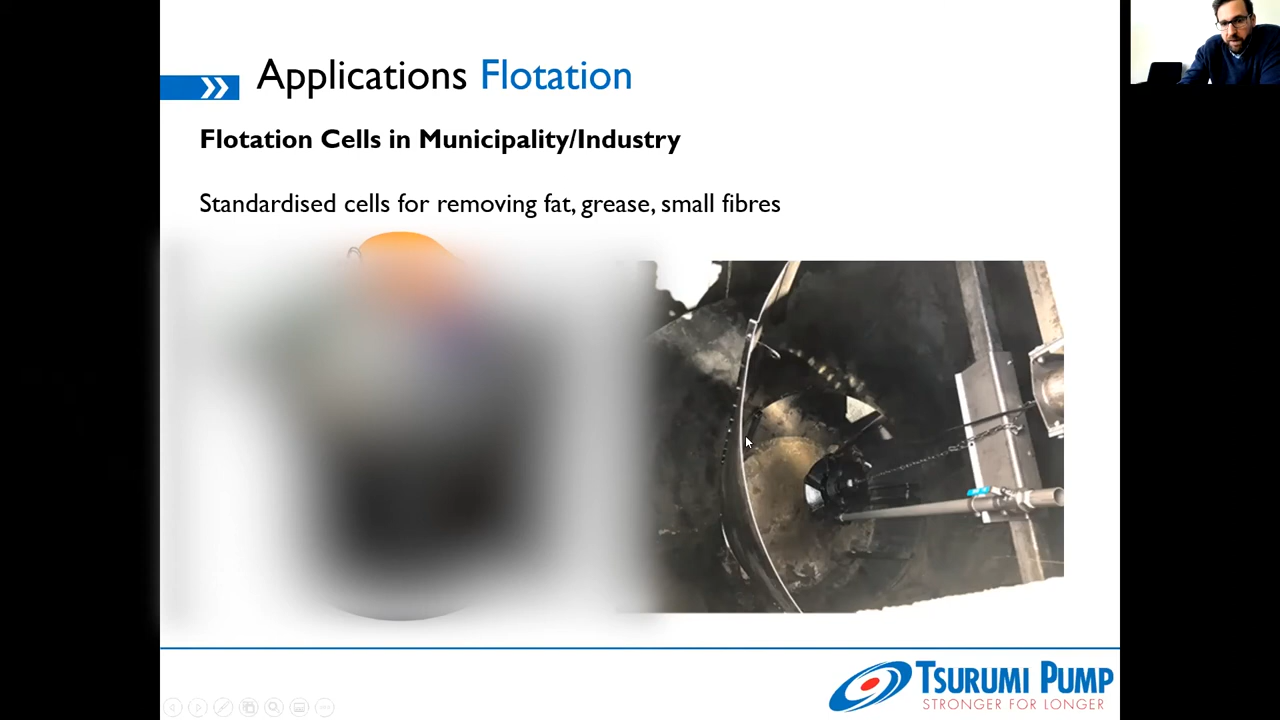 Applications Flotation
Flotation Cells in Municipality/Industry
Standardised cells for removing fat, grease, small fibres
TSURUMI PUMP
STRONGER FOR LONGER